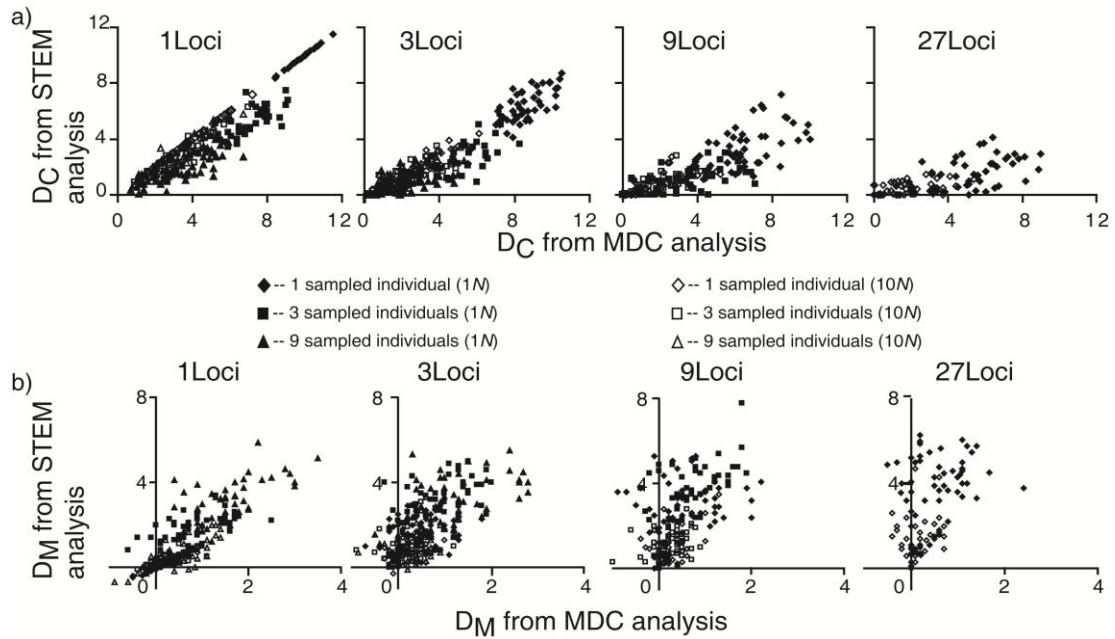 a)
1Loci
3Loci
9Loci
27Loci
D_C from STEM
analysis
12
8
4
0
0 4 8 12
0 4 8 12
0 4 8 12
0 4 8 12
D_C from MDC analysis
-- 1 sampled individual (1N)
-- 3 sampled individuals (1N)
-- 9 sampled individuals (1N)
-- 1 sampled individual (10N)
-- 3 sampled individuals (10N)
-- 9 sampled individuals (10N)
b)
1Loci
3Loci
9Loci
27Loci
D_M from STEM
analysis
8
4
0 2 4
8
4
0 2 4
8
4
0 2 4
8
4
0 2 4
D_M from MDC analysis